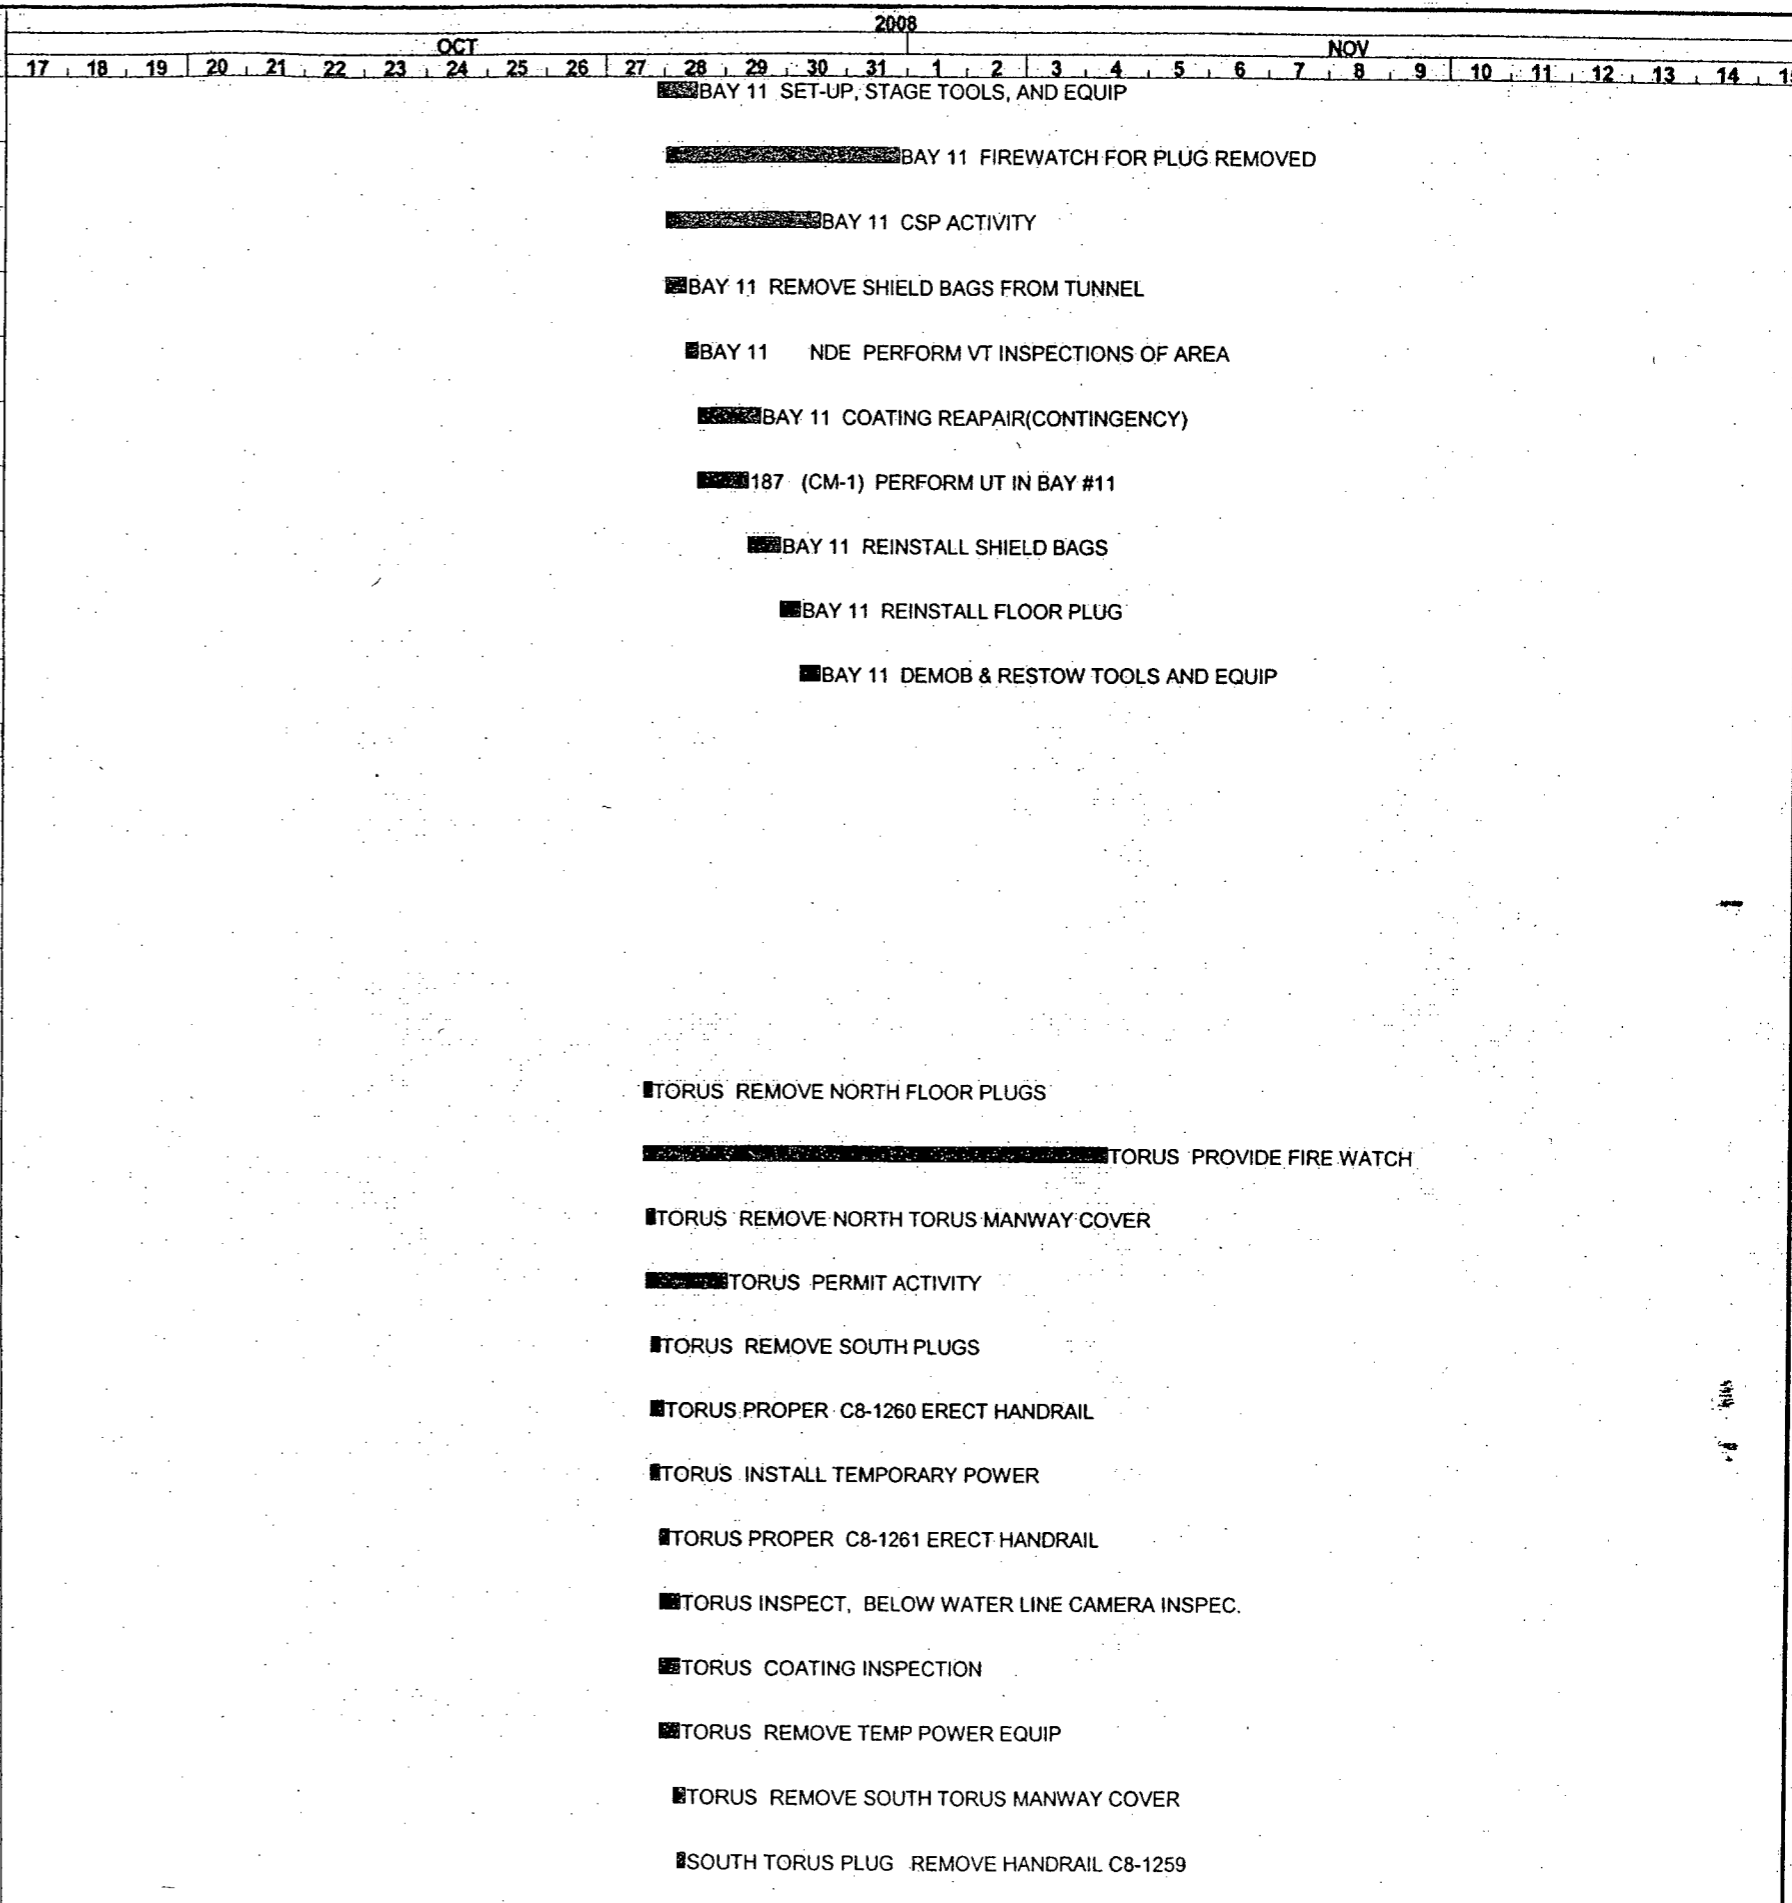 2008
OCT NOV
17 18 19 20 21 22 23 24 25 26 27 28 29 30 31 1 2 3 4 5 6 7 8 9 10 11 12 13 14
BAY 11 SET-UP, STAGE TOOLS, AND EQUIP
BAY 11 FIREWATCH FOR PLUG REMOVED
BAY 11 CSP ACTIVITY
BAY 11 REMOVE SHIELD BAGS FROM TUNNEL
BAY 11 NDE PERFORM VT INSPECTIONS OF AREA
BAY 11 COATING REAPAIR(CONTINGENCY)
187 (CM-1) PERFORM UT IN BAY #11
BAY 11 REINSTALL SHIELD BAGS
BAY 11 REINSTALL FLOOR PLUG
BAY 11 DEMOB & RESTOW TOOLS AND EQUIP
TORUS REMOVE NORTH FLOOR PLUGS
TORUS PROVIDE FIRE WATCH
TORUS REMOVE NORTH TORUS MANWAY COVER
TORUS PERMIT ACTIVITY
TORUS REMOVE SOUTH PLUGS
TORUS PROPER C8-1260 ERECT HANDRAIL
TORUS INSTALL TEMPORARY POWER
TORUS PROPER C8-1261 ERECT HANDRAIL
TORUS INSPECT, BELOW WATER LINE CAMERA INSPEC.
TORUS COATING INSPECTION
TORUS REMOVE TEMP POWER EQUIP
TORUS REMOVE SOUTH TORUS MANWAY COVER
SOUTH TORUS PLUG REMOVE HANDRAIL C8-1259